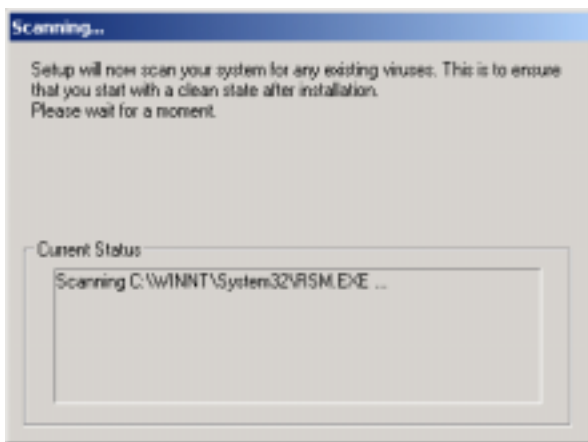 Scanning...
Setup will now scan your system for any existing viruses. This is to ensure
that you start with a clean state after installation.
Please wait for a moment.
Current Status
Scanning C:\WINNT\System32\RSM.EXE ...